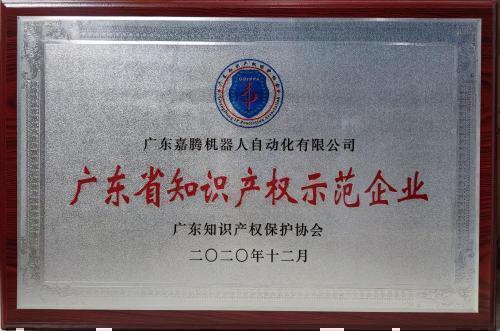 广东嘉腾机器人自动化有限公司
广东省知识产权示范企业
广东知识产权保护协会
二〇二〇年十二月